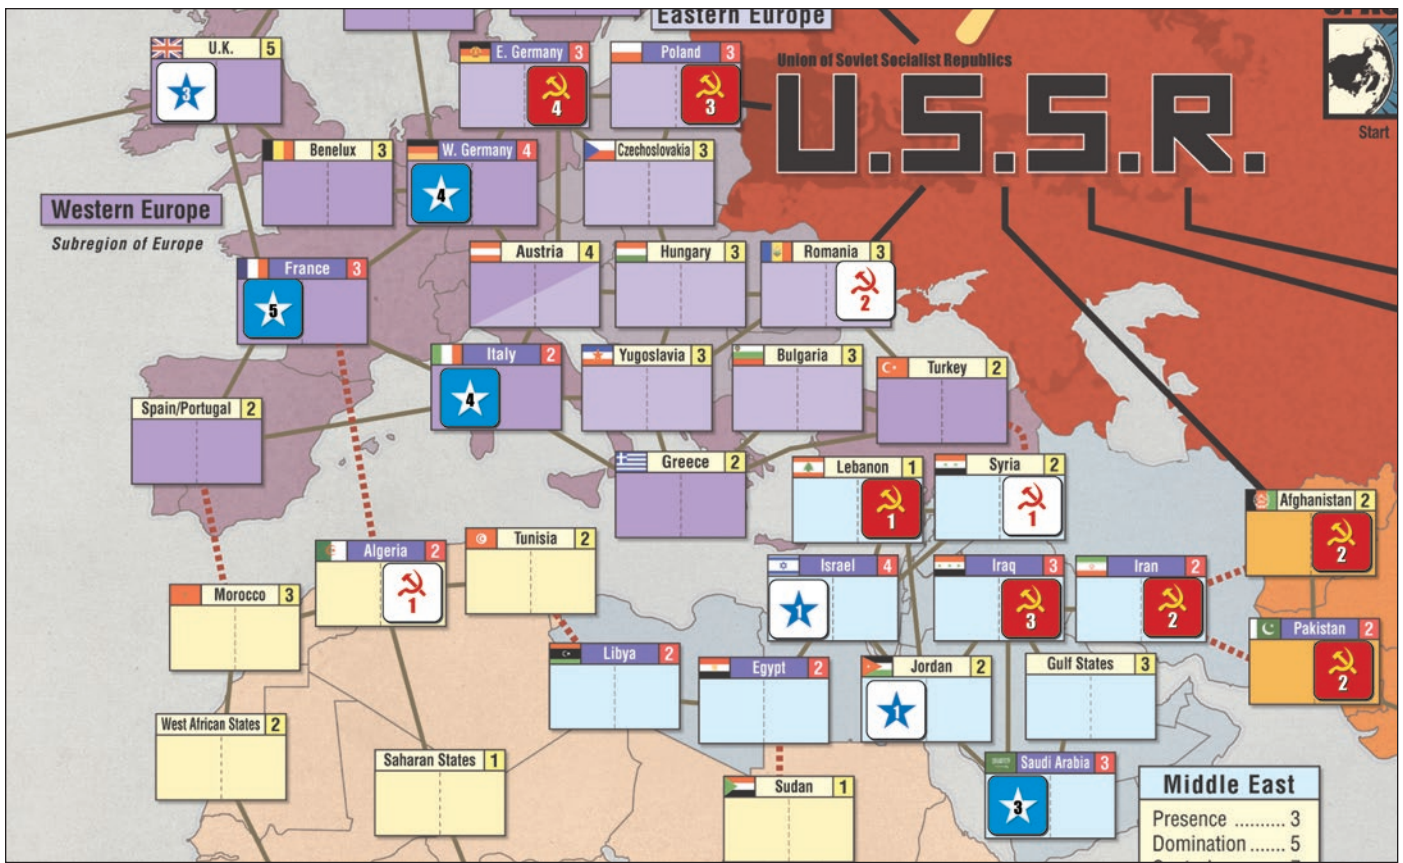 Eastern Europe
U.K. 5
3
E. Germany 3
4
Poland 3
3
Union of Soviet Socialist Republics
U.S.S.R.
Start
Benelux 3
W. Germany 4
4
Czechoslovakia 3
Western Europe
Subregion of Europe
France 3
5
Austria 4
Hungary 3
Romania 3
2
Italy 2
4
Yugoslavia 3
Bulgaria 3
Turkey 2
Spain/Portugal 2
Greece 2
Lebanon 1
1
Syria 2
1
Afghanistan 2
2
Algeria 2
1
Tunisia 2
Morocco 3
Israel 4
1
Iraq 3
3
Iran 2
2
Pakistan 2
2
Libya 2
Egypt 2
Jordan 2
1
Gulf States 3
West African States 2
Saharan States 1
Sudan 1
Saudi Arabia 3
3
Middle East
Presence .......... 3
Domination ....... 5